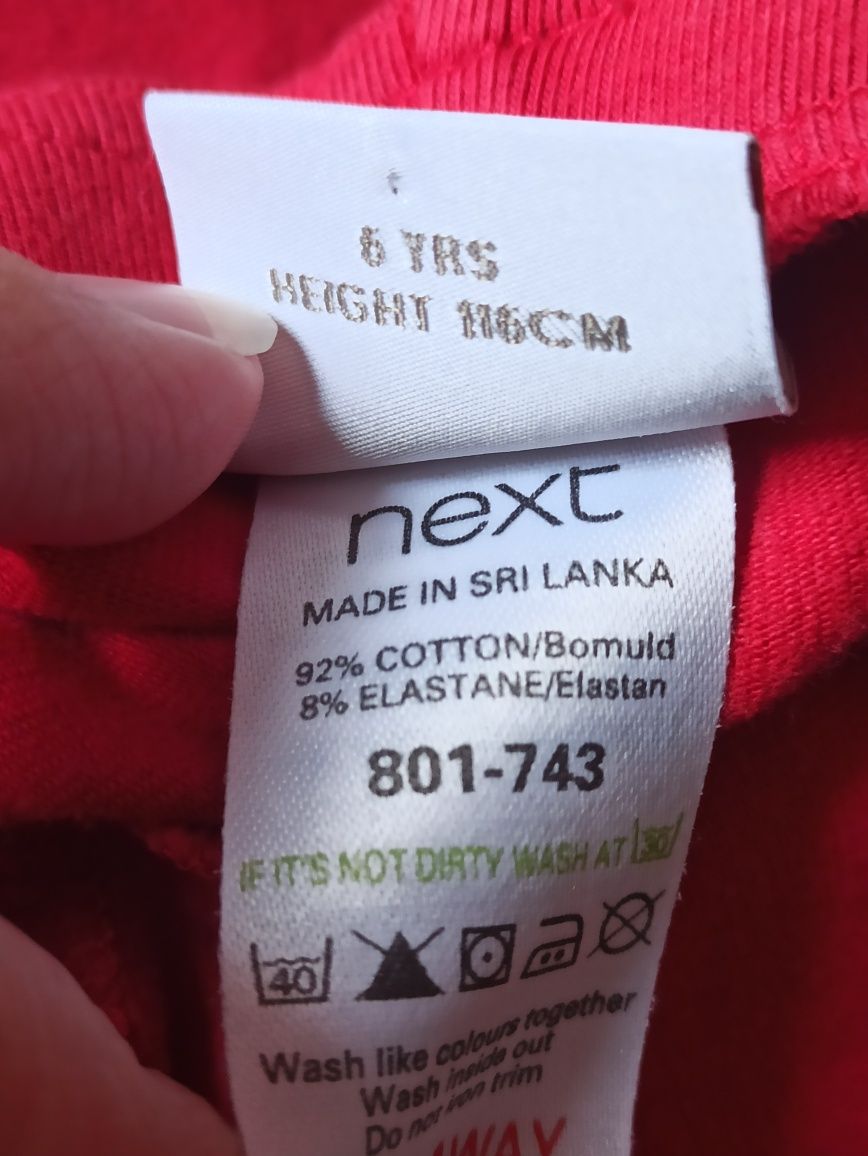 6 YRS
HEIGHT 116CM
next
MADE IN SRI LANKA
92% COTTON/Bomuld
8% ELASTANE/Elastan
801-743
IF IT'S NOT DIRTY WASH AT 30
40
Wash like colours together
Wash inside out
Do not iron trim